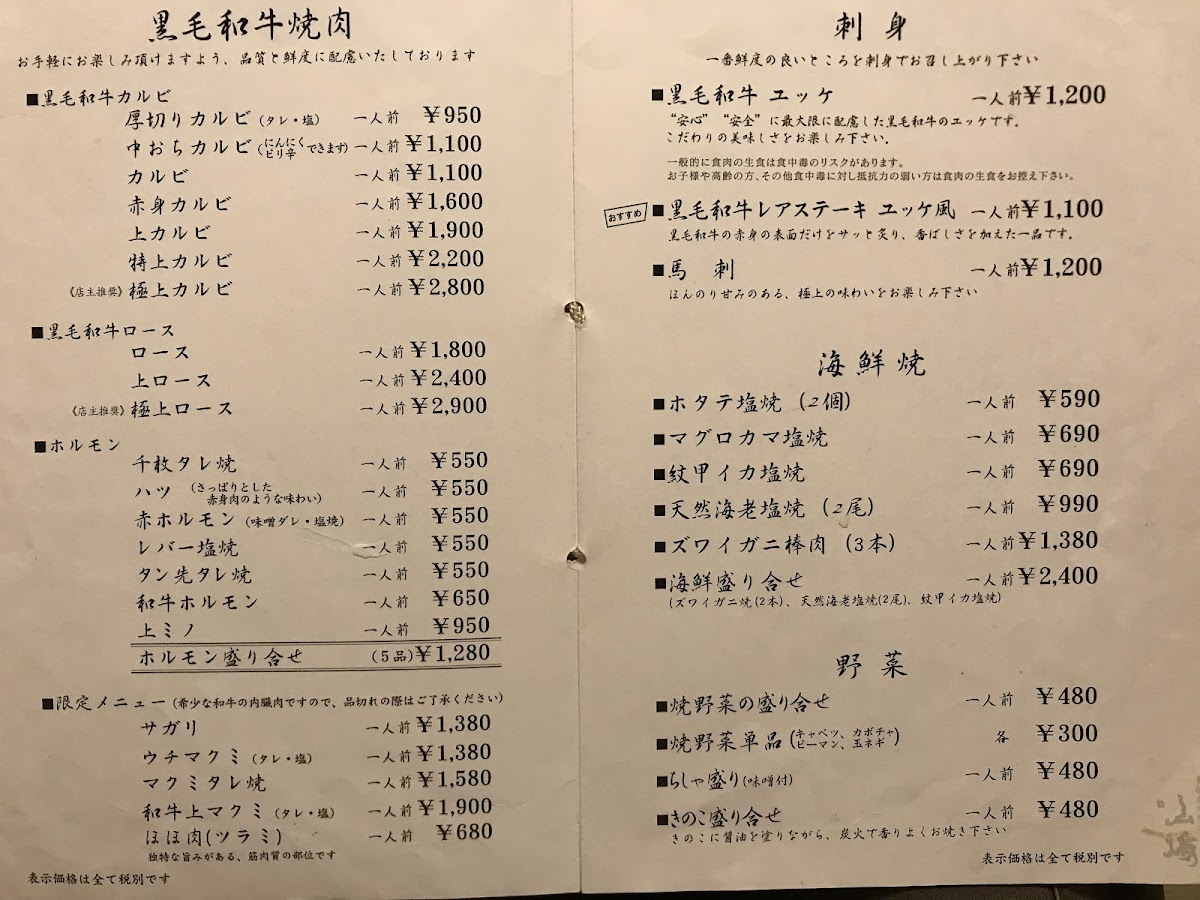 黒毛和牛焼肉
お手軽にお楽しみ頂けますよう、品質と鮮度に配慮いたしております
■黒毛和牛カルビ
厚切りカルビ(タレ・塩) 一人前 ¥950
中おちカルビ(にんにくピリ辛できます) 一人前 ¥1,100
カルビ 一人前 ¥1,100
赤身カルビ 一人前 ¥1,600
上カルビ 一人前 ¥1,900
特上カルビ 一人前 ¥2,200
《店主推奨》極上カルビ 一人前 ¥2,800
■黒毛和牛ロース
ロース 一人前 ¥1,800
上ロース 一人前 ¥2,400
《店主推奨》極上ロース 一人前 ¥2,900
■ホルモン
千枚タレ焼 一人前 ¥550
ハツ (さっぱりとした赤身肉のような味わい) 一人前 ¥550
赤ホルモン(味噌ダレ・塩焼) 一人前 ¥550
レバー塩焼 一人前 ¥550
タン先タレ焼 一人前 ¥550
和牛ホルモン 一人前 ¥650
上ミノ 一人前 ¥950
ホルモン盛り合せ (5品) ¥1,280
■限定メニュー(希少な和牛の内臓肉ですので、品切れの際はご了承ください)
サガリ 一人前 ¥1,380
ウチマクミ(タレ・塩) 一人前 ¥1,380
マクミタレ焼 一人前 ¥1,580
和牛上マクミ(タレ・塩) 一人前 ¥1,900
ほほ肉(ツラミ) 一人前 ¥680
独特な旨みがある、筋肉質の部位です
表示価格は全て税別です
刺身
一番鮮度の良いところを刺身でお召し上がり下さい
■黒毛和牛 ユッケ 一人前 ¥1,200
“安心”“安全”に最大限に配慮した黒毛和牛のユッケです。
こだわりの美味しさをお楽しみ下さい。
一般的に食肉の生食は食中毒のリスクがあります。
お子様や高齢の方、その他食中毒に対し抵抗力の弱い方は食肉の生食をお控え下さい。
おすすめ ■黒毛和牛レアステーキ ユッケ風 一人前 ¥1,100
黒毛和牛の赤身の表面だけをサッと炙り、香ばしさを加えた一品です。
■馬 刺 一人前 ¥1,200
ほんのり甘みのある、極上の味わいをお楽しみ下さい
海鮮焼
■ホタテ塩焼 (2個) 一人前 ¥590
■マグロカマ塩焼 一人前 ¥690
■紋甲イカ塩焼 一人前 ¥690
■天然海老塩焼 (2尾) 一人前 ¥990
■ズワイガニ棒肉 (3本) 一人前 ¥1,380
■海鮮盛り合せ 一人前 ¥2,400
(ズワイガニ焼(2本)、天然海老塩焼(2尾)、紋甲イカ塩焼)
野菜
■焼野菜の盛り合せ 一人前 ¥480
■焼野菜単品(キャベツ、カボチャ ピーマン、玉ネギ) 各 ¥300
■ちしゃ盛り(味噌付) 一人前 ¥480
■きのこ盛り合せ 一人前 ¥480
きのこに醤油を塗りながら、炭火で香りよくお焼き下さい
表示価格は全て税別です